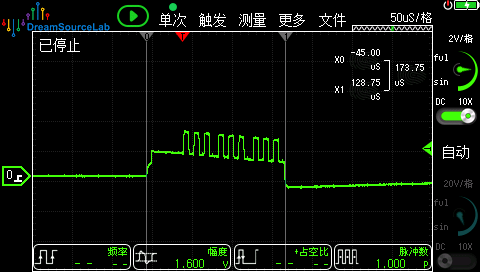 DreamSourceLab
单次 触发 测量 更多 文件
50uS/格
已停止
2V/格
ful
sin
DC 10X
自动
20V/格
ful
sin
DC 10X
X0 -45.00 uS
173.75 uS
X1 128.75 uS
0
频率
- - - -
幅度
1.600 V
+占空比
- - - -
脉冲数
1.000 p